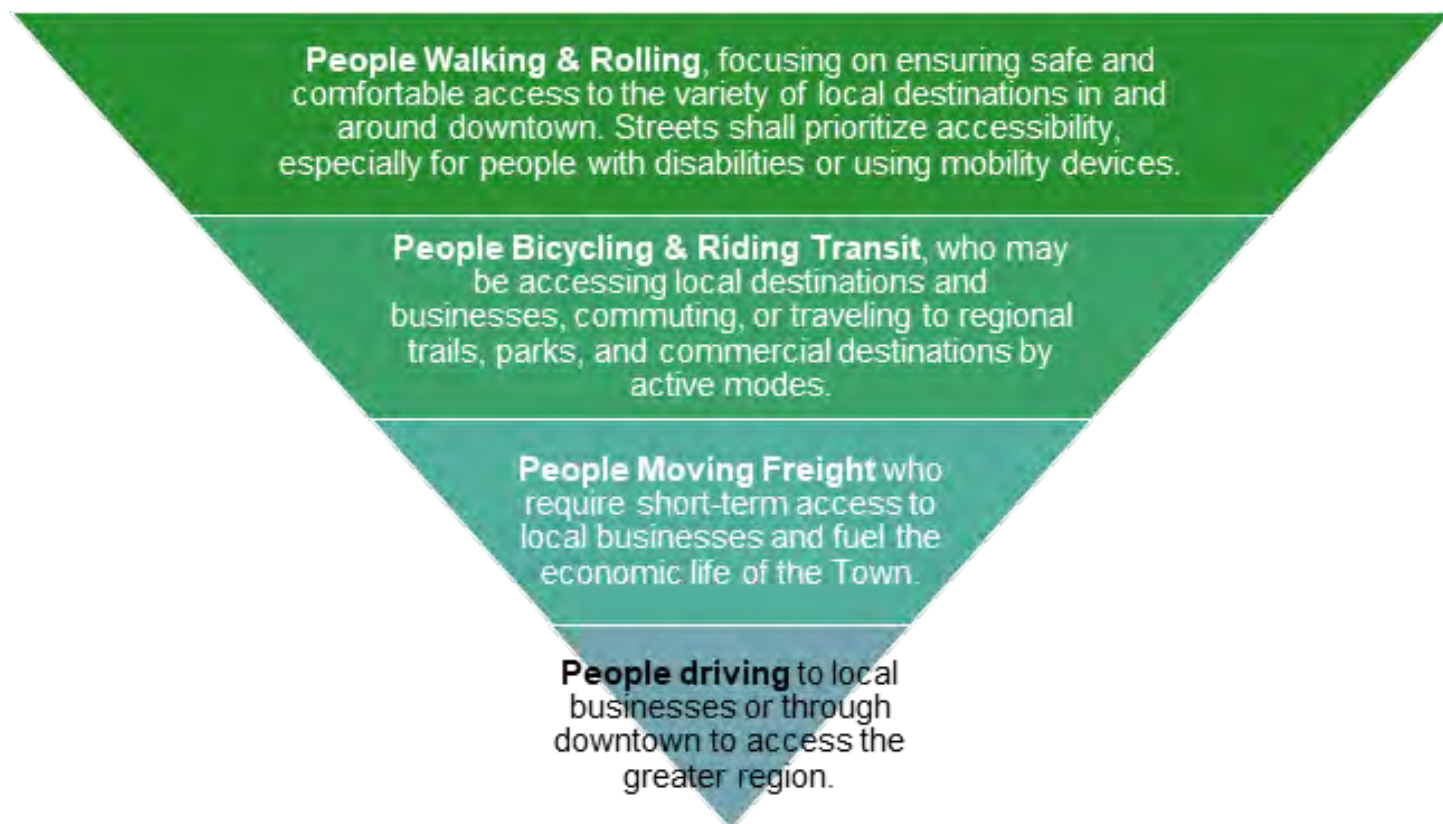 People Walking & Rolling, focusing on ensuring safe and
comfortable access to the variety of local destinations in and
around downtown. Streets shall prioritize accessibility,
especially for people with disabilities or using mobility devices.
People Bicycling & Riding Transit, who may
be accessing local destinations and
businesses, commuting, or traveling to regional
trails, parks, and commercial destinations by
active modes.
People Moving Freight who
require short-term access to
local businesses and fuel the
economic life of the Town.
People driving to local
businesses or through
downtown to access the
greater region.